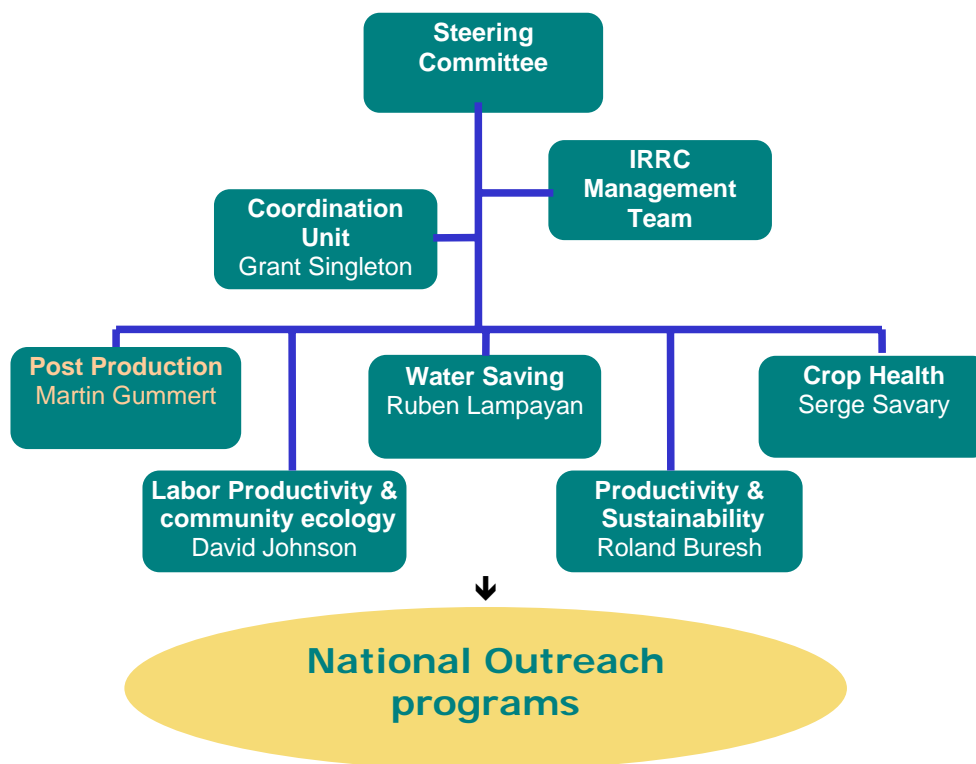 Steering
Committee
IRRC
Management
Team
Coordination
Unit
Grant Singleton
Post Production
Martin Gummert
Water Saving
Ruben Lampayan
Crop Health
Serge Savary
Labor Productivity &
community ecology
David Johnson
Productivity &
Sustainability
Roland Buresh
National Outreach
programs